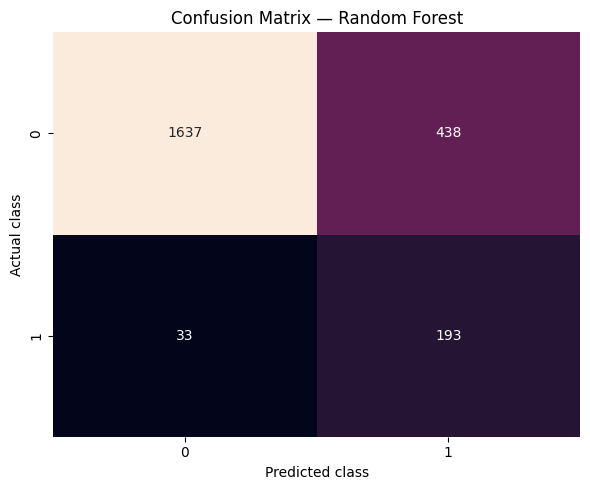 Confusion Matrix — Random Forest
Actual class
0
1637
438
1
33
193
0
1
Predicted class